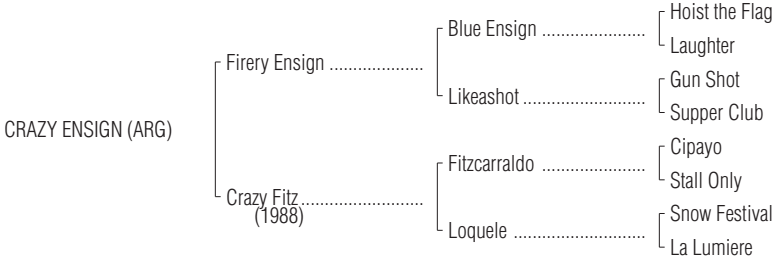 Hoist the Flag
Blue Ensign ......................
Laughter
Firery Ensign ....................
Gun Shot
Likeashot ..........................
Supper Club
CRAZY ENSIGN (ARG)
Cipayo
Fitzcarraldo ......................
Stall Only
Crazy Fitz ..........................
(1988)
Snow Festival
Loquele ............................
La Lumiere